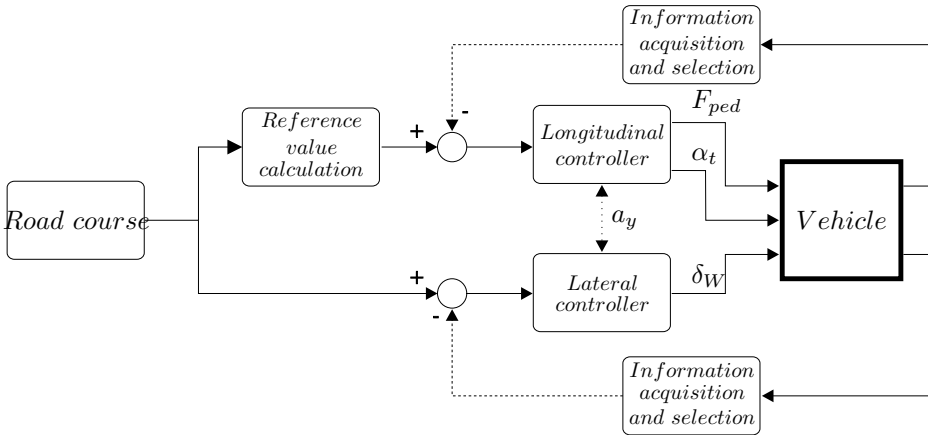 Information
acquisition
and selection
F_ped
-
+
Reference
value
calculation
Longitudinal
controller
α_t
Road course
a_y
Vehicle
+
-
Lateral
controller
δ_W
Information
acquisition
and selection